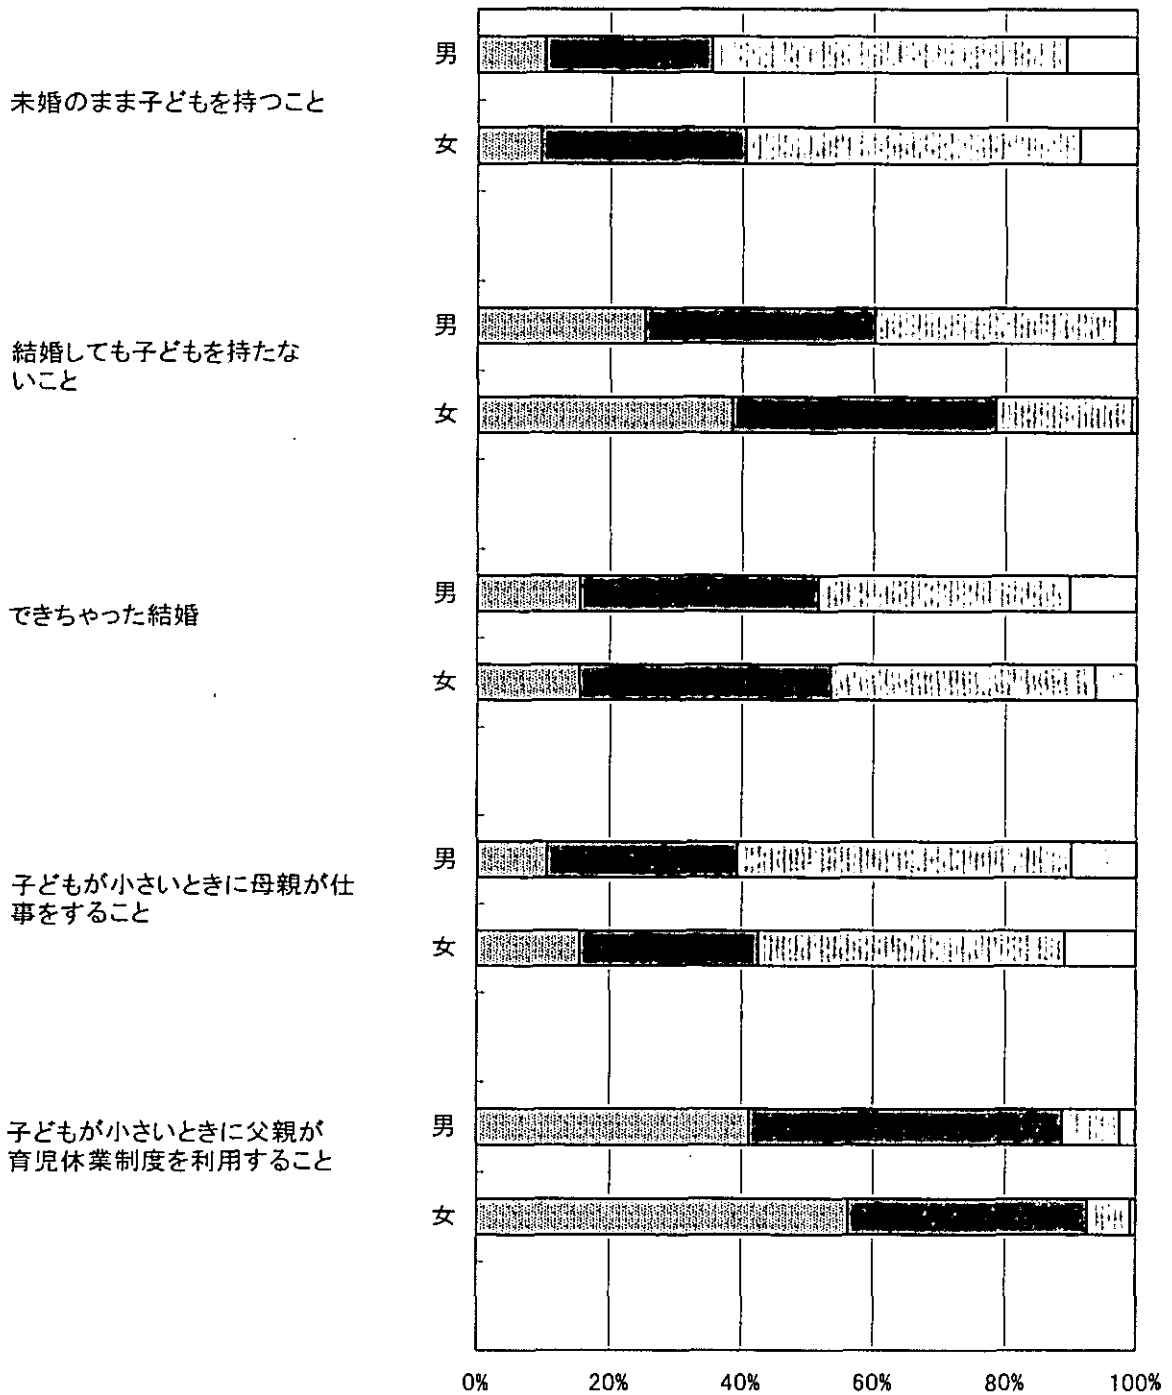 男
未婚のまま子どもを持つこと
女
男
結婚しても子どもを持たな
いこと
女
男
できちゃった結婚
女
男
子どもが小さいときに母親が仕
事をすること
女
男
子どもが小さいときに父親が
育児休業制度を利用すること
女
0% 20% 40% 60% 80% 100%